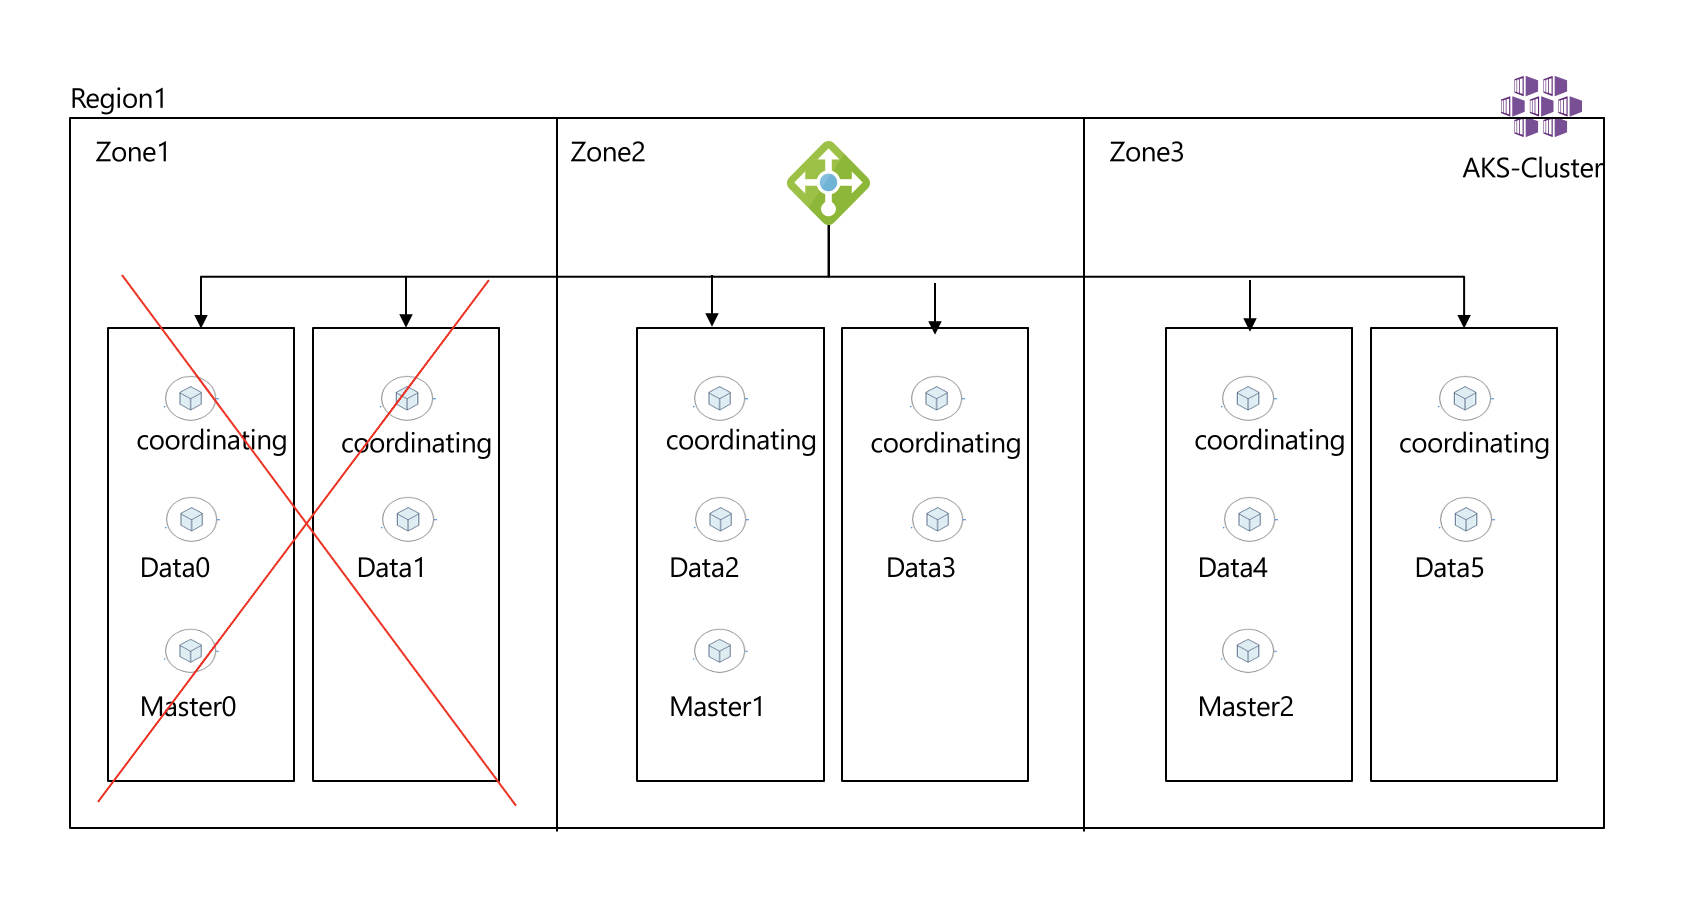 Region1
Zone1
Zone2
Zone3
AKS-Cluster
coordinating
coordinating
coordinating
coordinating
coordinating
coordinating
Data0
Data1
Data2
Data3
Data4
Data5
Master0
Master1
Master2